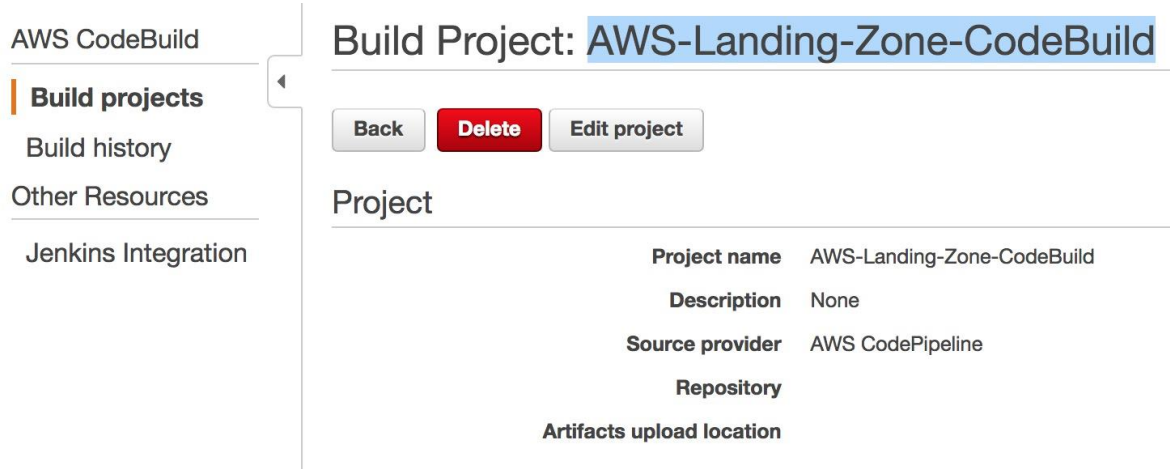 AWS CodeBuild
Build projects
Build history
Other Resources
Jenkins Integration
Build Project: AWS-Landing-Zone-CodeBuild
Back Delete Edit project
Project
Project name AWS-Landing-Zone-CodeBuild
Description None
Source provider AWS CodePipeline
Repository
Artifacts upload location